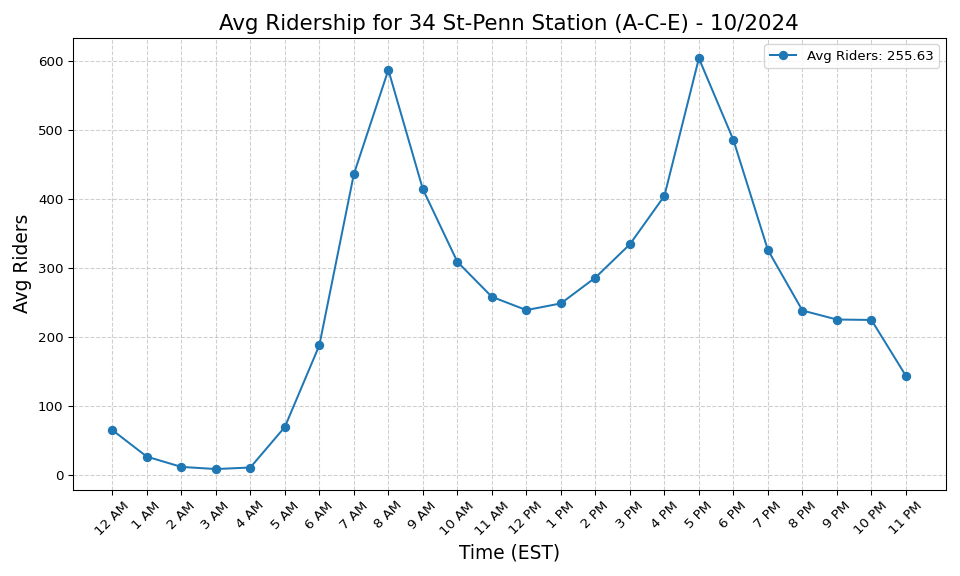 Avg Ridership for 34 St-Penn Station (A-C-E) - 10/2024
Avg Riders: 255.63
Avg Riders
600
500
400
300
200
100
0
12 AM
1 AM
2 AM
3 AM
4 AM
5 AM
6 AM
7 AM
8 AM
9 AM
10 AM
11 AM
12 PM
1 PM
2 PM
3 PM
4 PM
5 PM
6 PM
7 PM
8 PM
9 PM
10 PM
11 PM
Time (EST)